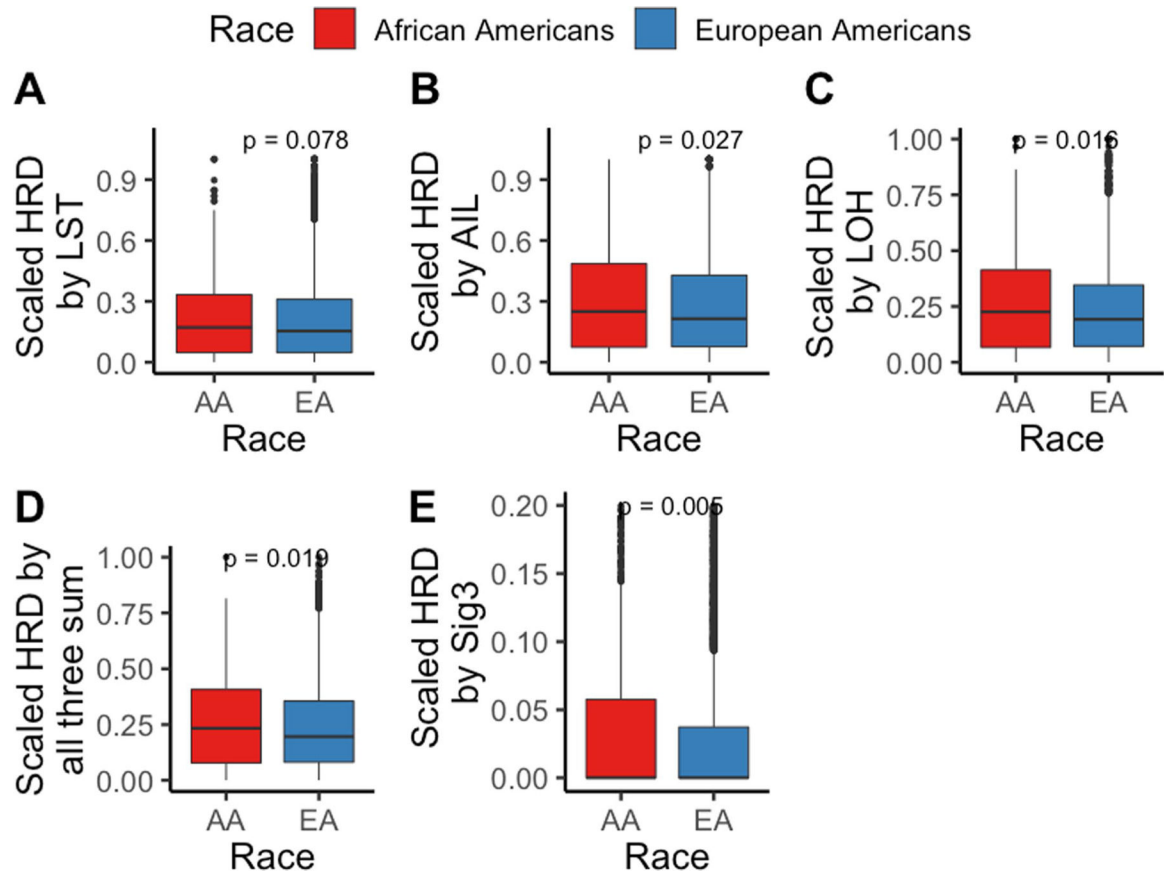 Race African Americans European Americans
A
Scaled HRD
by LST
p = 0.078
0.9
0.6
0.3
0.0
AA EA
Race
B
Scaled HRD
by AIL
p = 0.027
0.9
0.6
0.3
0.0
AA EA
Race
C
Scaled HRD
by LOH
p = 0.016
1.00
0.75
0.50
0.25
0.00
AA EA
Race
D
Scaled HRD by
all three sum
p = 0.019
1.00
0.75
0.50
0.25
0.00
AA EA
Race
E
Scaled HRD
by Sig3
p = 0.005
0.20
0.15
0.10
0.05
0.00
AA EA
Race